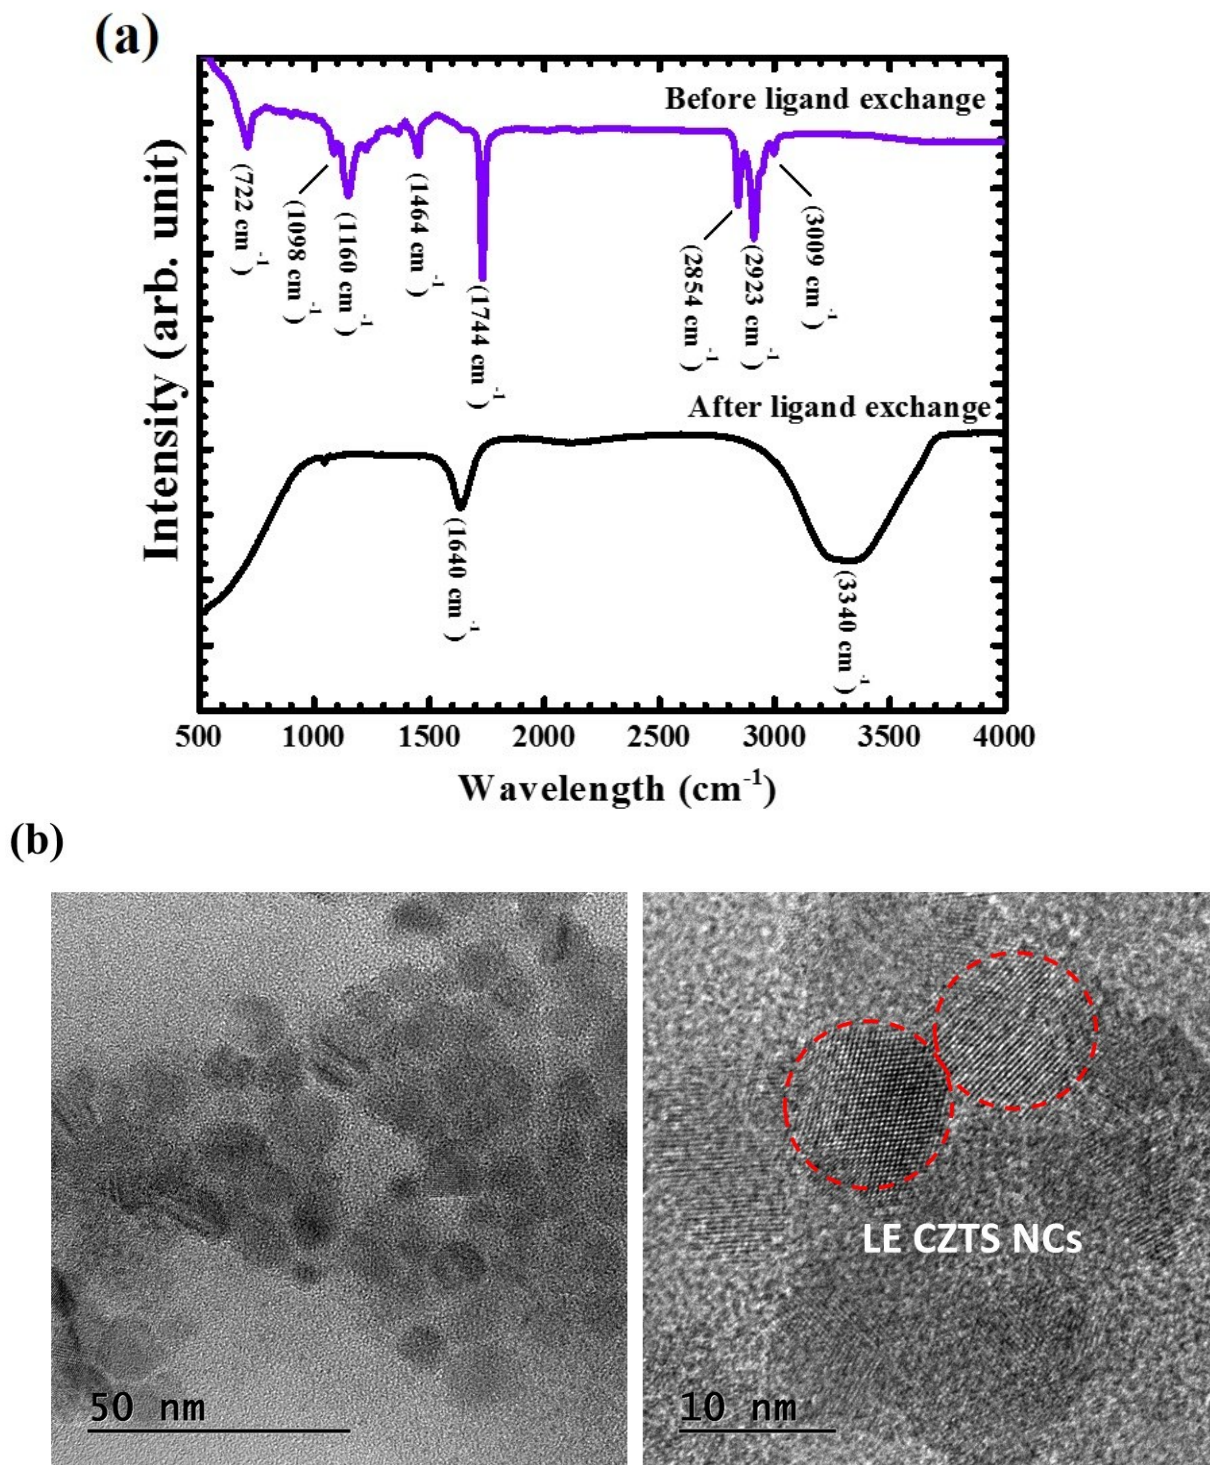 (a)
Before ligand exchange
(722 cm⁻¹)
(1098 cm⁻¹)
(1160 cm⁻¹)
(1464 cm⁻¹)
(1744 cm⁻¹)
(2854 cm⁻¹)
(2923 cm⁻¹)
(3009 cm⁻¹)
After ligand exchange
(1640 cm⁻¹)
(3340 cm⁻¹)
Intensity (arb. unit)
500 1000 1500 2000 2500 3000 3500 4000
Wavelength (cm⁻¹)
(b)
LE CZTS NCs
50 nm
10 nm